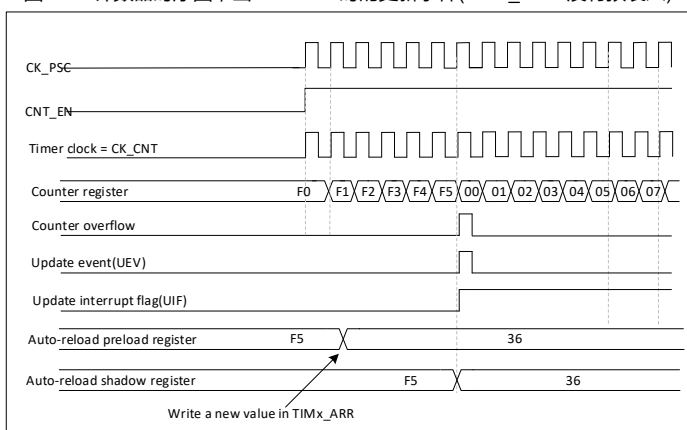 CK_PSC
CNT_EN
Timer clock = CK_CNT
Counter register F0 F1 F2 F3 F4 F5 00 01 02 03 04 05 06 07
Counter overflow
Update event(UEV)
Update interrupt flag(UIF)
Auto-reload preload register F5 36
Auto-reload shadow register F5 36
Write a new value in TIMx_ARR